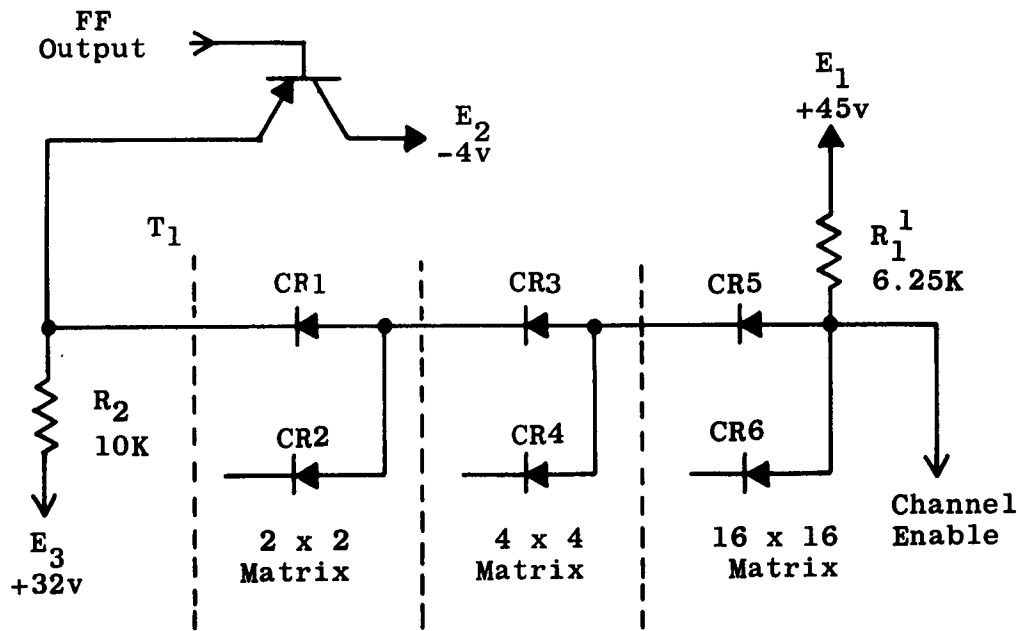 FF
Output
E2
-4v
E1
+45v
T1
R1 1
6.25K
CR1
CR3
CR5
R2
10K
CR2
CR4
CR6
E3
+32v
2 x 2
Matrix
4 x 4
Matrix
16 x 16
Matrix
Channel
Enable